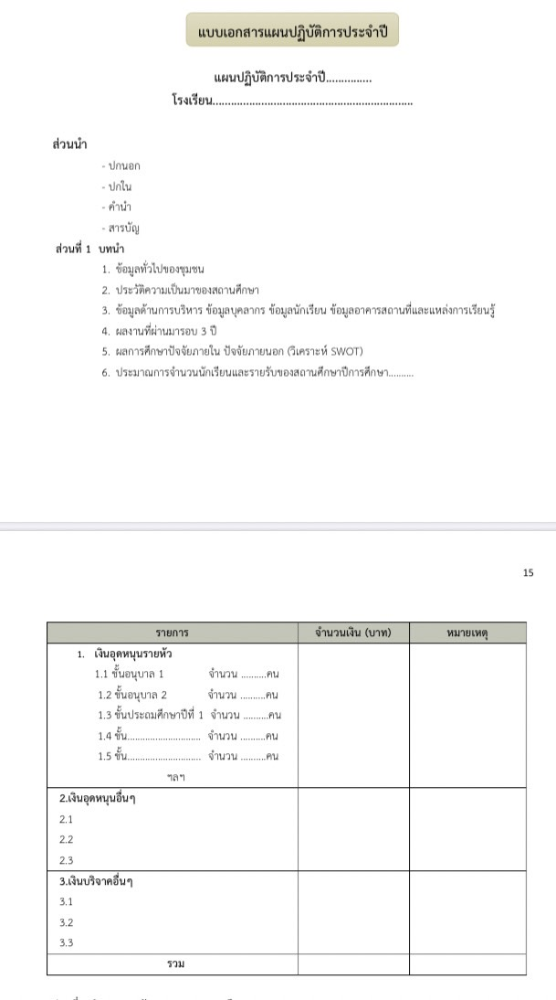 แบบเอกสารแผนปฏิบัติการประจำปี
แผนปฏิบัติการประจำปี...............
โรงเรียน..................................................................
ส่วนนำ
- ปกนอก
- ปกใน
- คำนำ
- สารบัญ
ส่วนที่ 1 บทนำ
1. ข้อมูลทั่วไปของชุมชน
2. ประวัติความเป็นมาของสถานศึกษา
3. ข้อมูลด้านการบริหาร ข้อมูลบุคลากร ข้อมูลนักเรียน ข้อมูลอาคารสถานที่และแหล่งการเรียนรู้
4. ผลงานที่ผ่านมารอบ 3 ปี
5. ผลการศึกษาปัจจัยภายใน ปัจจัยภายนอก (วิเคราะห์ SWOT)
6. ประมาณการจำนวนนักเรียนและรายรับของสถานศึกษาปีการศึกษา..........
15
รายการ จำนวนเงิน (บาท) หมายเหตุ
1. เงินอุดหนุนรายหัว
1.1 ชั้นอนุบาล 1 จำนวน ..........คน
1.2 ชั้นอนุบาล 2 จำนวน ..........คน
1.3 ชั้นประถมศึกษาปีที่ 1 จำนวน ..........คน
1.4 ชั้น............................. จำนวน ..........คน
1.5 ชั้น............................. จำนวน ..........คน
ฯลฯ
2.เงินอุดหนุนอื่นๆ
2.1
2.2
2.3
3.เงินบริจาคอื่นๆ
3.1
3.2
3.3
รวม